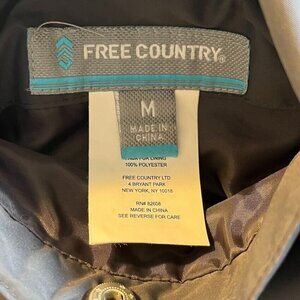 FREE COUNTRY®
M
MADE IN
CHINA
LINING
100% POLYESTER
FREE COUNTRY LTD
4 BRYANT PARK
NEW YORK, NY 10018
RN# 82608
MADE IN CHINA
SEE REVERSE FOR CARE